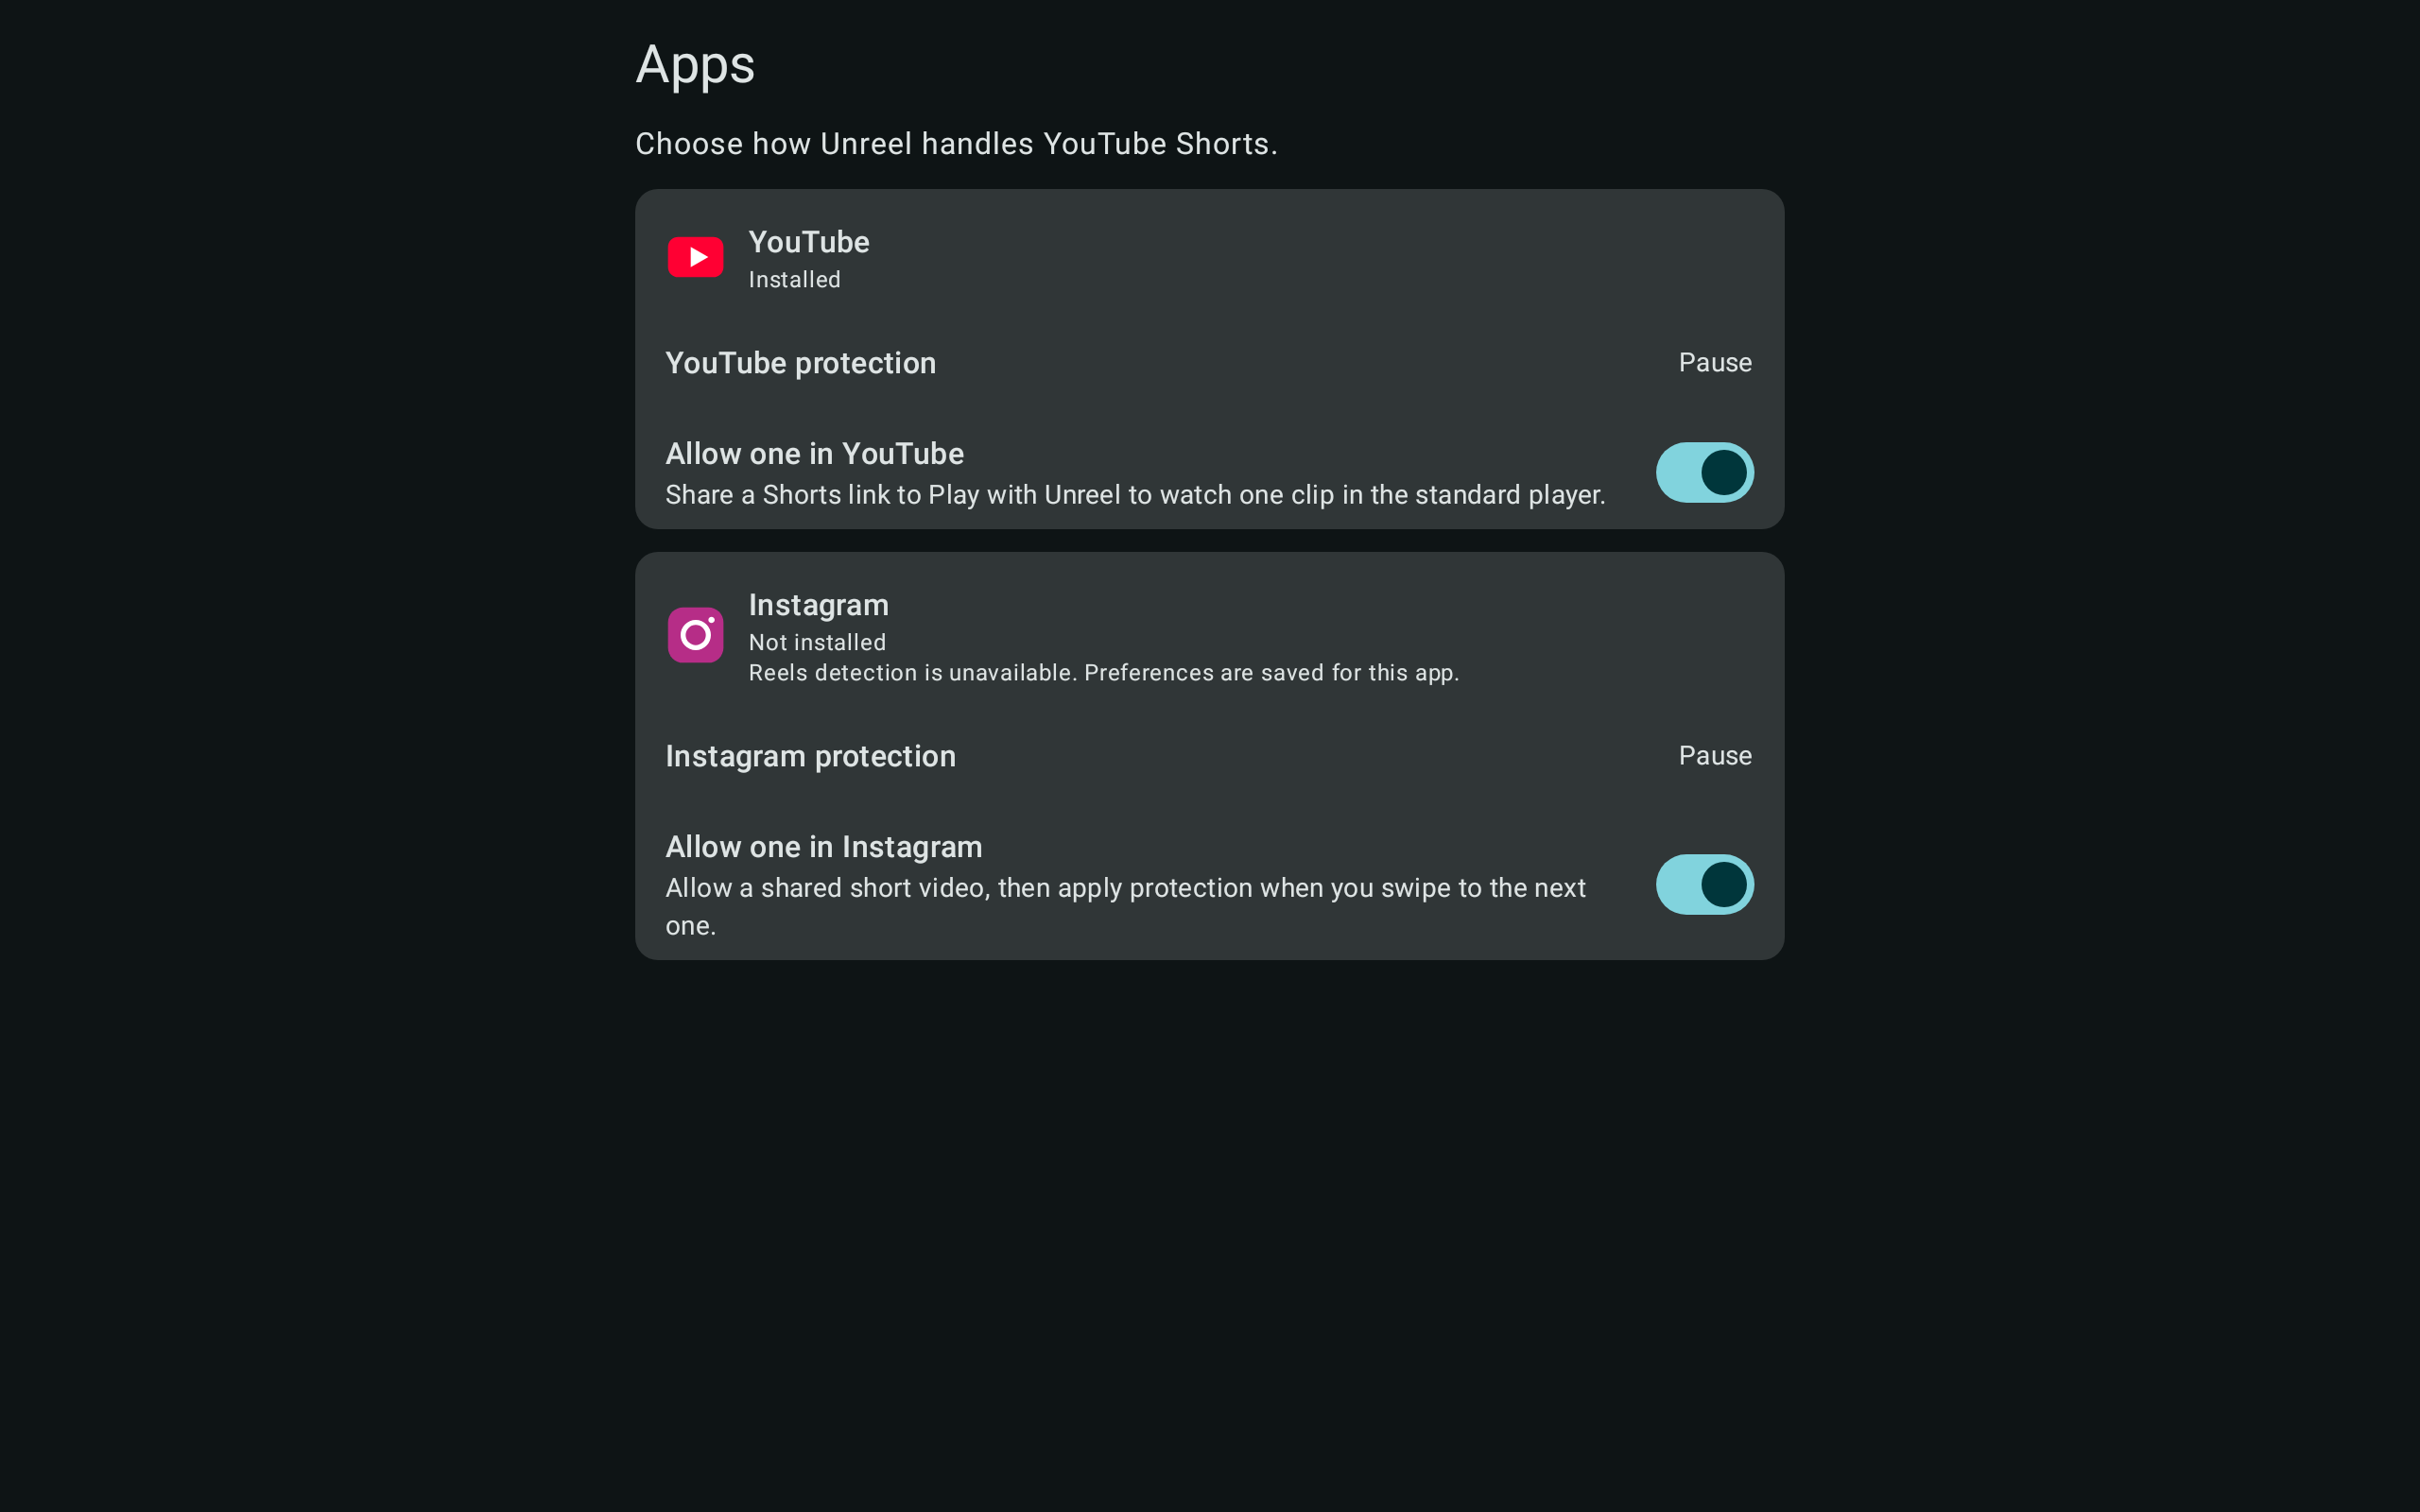 Apps
Choose how Unreel handles YouTube Shorts.
YouTube
Installed
YouTube protection
Pause
Allow one in YouTube
Share a Shorts link to Play with Unreel to watch one clip in the standard player.
Instagram
Not installed
Reels detection is unavailable. Preferences are saved for this app.
Instagram protection
Pause
Allow one in Instagram
Allow a shared short video, then apply protection when you swipe to the next
one.